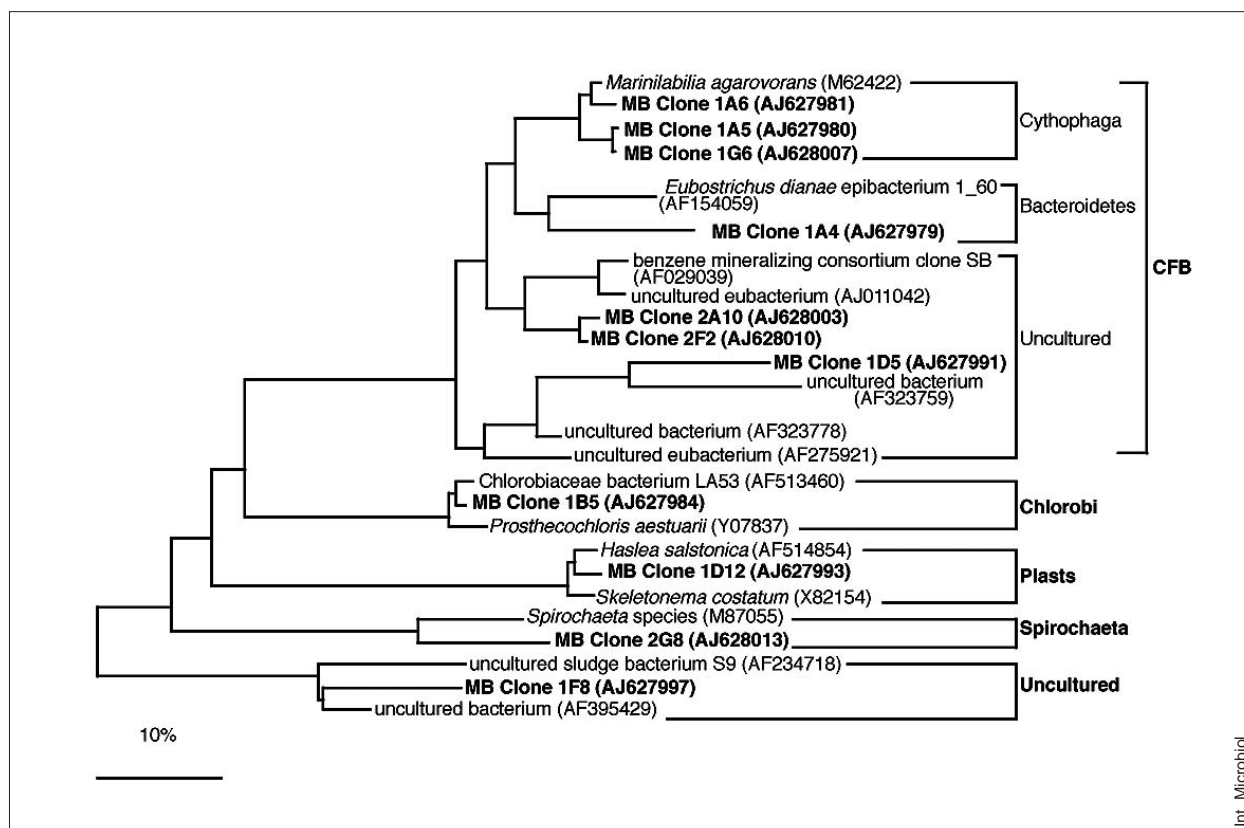 Marinilabilia agarovorans (M62422)
MB Clone 1A6 (AJ627981)
MB Clone 1A5 (AJ627980)
MB Clone 1G6 (AJ628007)
Cythophaga
Eubostrichus dianae epibacterium 1_60
(AF154059)
MB Clone 1A4 (AJ627979)
Bacteroidetes
benzene mineralizing consortium clone SB
(AF029039)
uncultured eubacterium (AJ011042)
MB Clone 2A10 (AJ628003)
MB Clone 2F2 (AJ628010)
MB Clone 1D5 (AJ627991)
uncultured bacterium
(AF323759)
uncultured bacterium (AF323778)
uncultured eubacterium (AF275921)
Uncultured
CFB
Chlorobiaceae bacterium LA53 (AF513460)
MB Clone 1B5 (AJ627984)
Prosthecochloris aestuarii (Y07837)
Chlorobi
Haslea salstonica (AF514854)
MB Clone 1D12 (AJ627993)
Skeletonema costatum (X82154)
Plasts
Spirochaeta species (M87055)
MB Clone 2G8 (AJ628013)
Spirochaeta
uncultured sludge bacterium S9 (AF234718)
MB Clone 1F8 (AJ627997)
uncultured bacterium (AF395429)
Uncultured
10%
Int. Microbiol